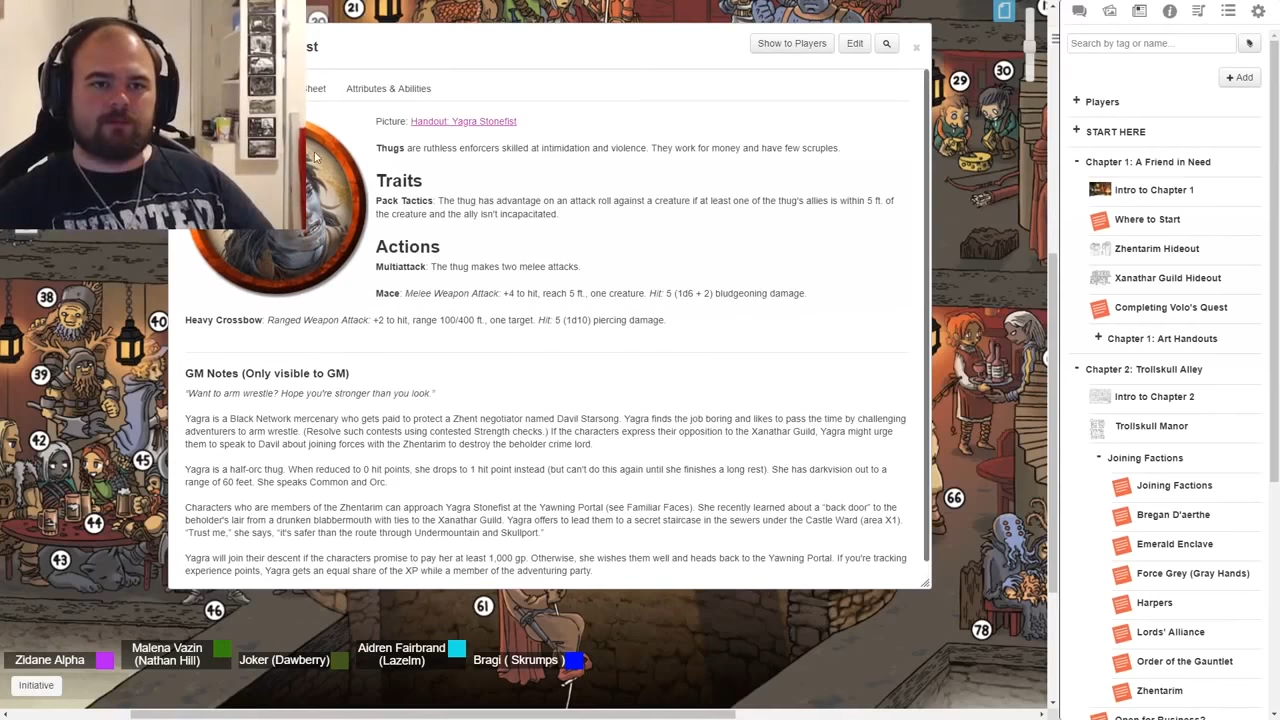 21
20
st
Show to Players
Edit
heet
Attributes & Abilities
Picture: Handout: Yagra Stonefist
Thugs are ruthless enforcers skilled at intimidation and violence. They work for money and have few scruples.
Traits
Pack Tactics: The thug has advantage on an attack roll against a creature if at least one of the thug's allies is within 5 ft. of
the creature and the ally isn't incapacitated.
Actions
Multiattack: The thug makes two melee attacks.
Mace: Melee Weapon Attack: +4 to hit, reach 5 ft., one creature. Hit: 5 (1d6 + 2) bludgeoning damage.
Heavy Crossbow: Ranged Weapon Attack: +2 to hit, range 100/400 ft., one target. Hit: 5 (1d10) piercing damage.
GM Notes (Only visible to GM)
"Want to arm wrestle? Hope you're stronger than you look."
Yagra is a Black Network mercenary who gets paid to protect a Zhent negotiator named Davil Starsong. Yagra finds the job boring and likes to pass the time by challenging
adventurers to arm wrestle. (Resolve such contests using contested Strength checks.) If the characters express their opposition to the Xanathar Guild, Yagra might urge
them to speak to Davil about joining forces with the Zhentarim to destroy the beholder crime lord.
Yagra is a half-orc thug. When reduced to 0 hit points, she drops to 1 hit point instead (but can't do this again until she finishes a long rest). She has darkvision out to a
range of 60 feet. She speaks Common and Orc.
Characters who are members of the Zhentarim can approach Yagra Stonefist at the Yawning Portal (see Familiar Faces). She recently learned about a "back door" to the
beholder's lair from a drunken blabbermouth with ties to the Xanathar Guild. Yagra offers to lead them to a secret staircase in the sewers under the Castle Ward (area X1).
"Trust me," she says, "it's safer than the route through Undermountain and Skullport."
Yagra will join their descent if the characters promise to pay her at least 1,000 gp. Otherwise, she wishes them well and heads back to the Yawning Portal. If you're tracking
experience points, Yagra gets an equal share of the XP while a member of the adventuring party.
29
30
38
40
39
42
45
44
43
46
61
66
78
Zidane Alpha
Malena Vazin
(Nathan Hill)
Joker (Dawberry)
Aidren Fairbrand
(Lazelm)
Bragi ( Skrumps )
Initiative
Search by tag or name...
+ Add
Players
START HERE
Chapter 1: A Friend in Need
Intro to Chapter 1
Where to Start
Zhentarim Hideout
Xanathar Guild Hideout
Completing Volo's Quest
Chapter 1: Art Handouts
Chapter 2: Trollskull Alley
Intro to Chapter 2
Trollskull Manor
Joining Factions
Joining Factions
Bregan D'aerthe
Emerald Enclave
Force Grey (Gray Hands)
Harpers
Lords' Alliance
Order of the Gauntlet
Zhentarim
Open for Business?